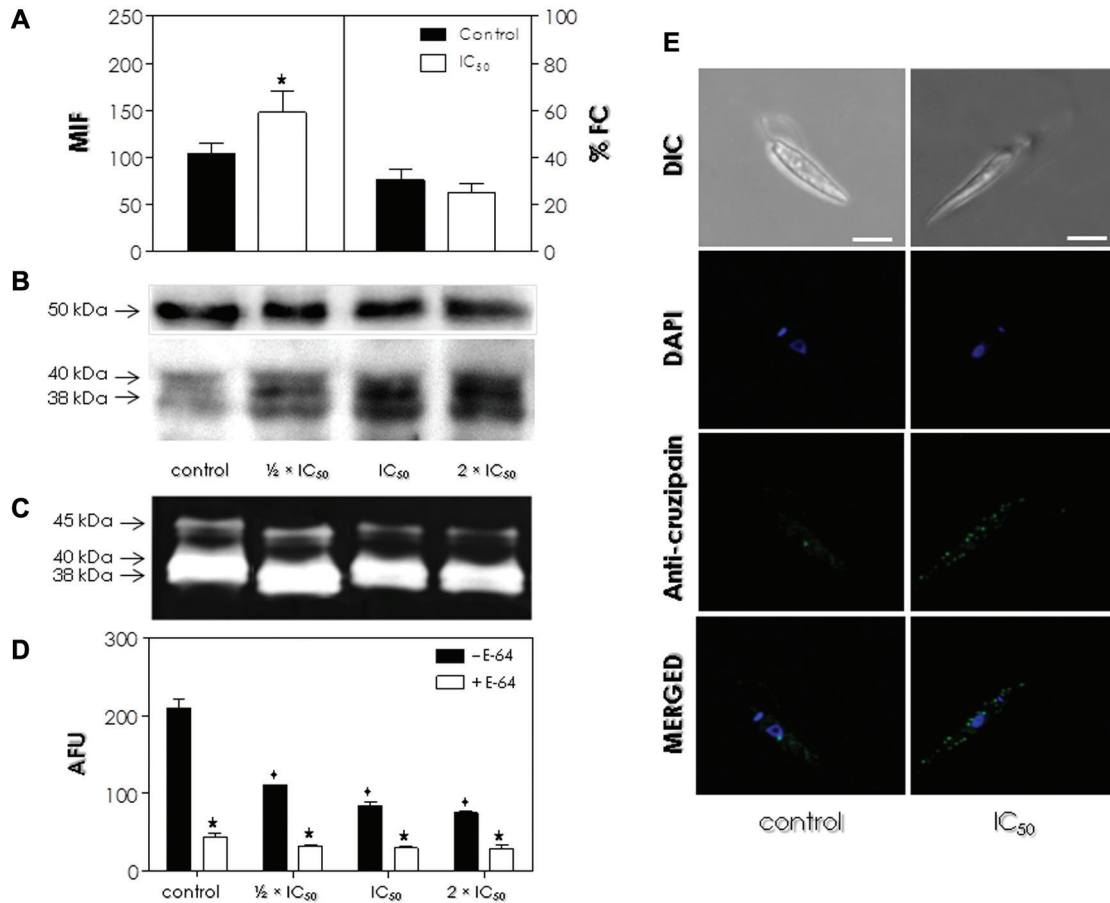 A
250
200
150
100
50
0
MIF
*
Control
IC50
100
80
60
40
20
0
% FC
B
50 kDa →
40 kDa →
38 kDa →
control ½ × IC50 IC50 2 × IC50
C
45 kDa →
40 kDa →
38 kDa →
D
300
200
100
0
AFU
−E-64
+E-64
* * * *
control ½ × IC50 IC50 2 × IC50
E
DIC
DAPI
Anti-cruzipain
MERGED
control IC50